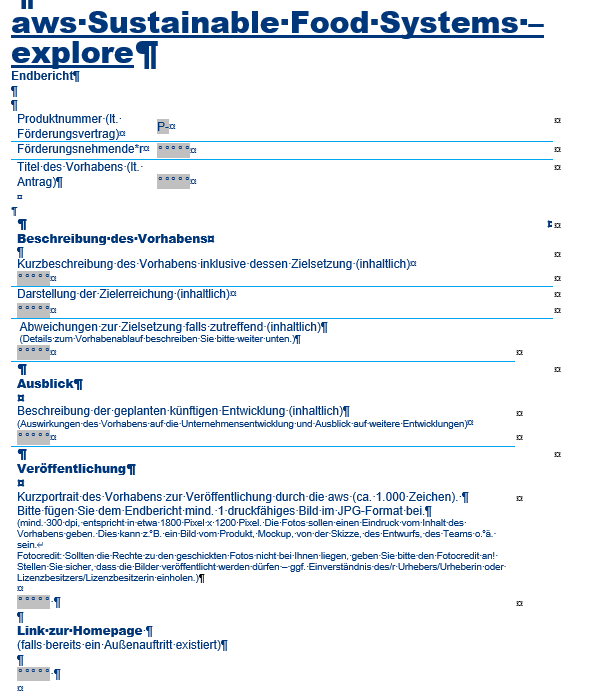 aws Sustainable Food Systems –
explore¶
Endbericht¶
¶
¶
Produktnummer (lt.
Förderungsvertrag)¤
P-¤
¤
Förderungsnehmende*r¤
°°°°°¤
¤
Titel des Vorhabens (lt.
Antrag)¶
¤
°°°°°¤
¤
¶
¶
¤
Beschreibung des Vorhabens¤
¶
Kurzbeschreibung des Vorhabens inklusive dessen Zielsetzung (inhaltlich)¤
¤
°°°°°¤
¤
Darstellung der Zielerreichung (inhaltlich)¤
¤
°°°°°¤
¤
Abweichungen zur Zielsetzung falls zutreffend (inhaltlich)¶
(Details zum Vorhabenablauf beschreiben Sie bitte weiter unten.)¶
°°°°°¤
¤
¶
¤
Ausblick¶
¤
Beschreibung der geplanten künftigen Entwicklung (inhaltlich)¶
¤
(Auswirkungen des Vorhabens auf die Unternehmensentwicklung und Ausblick auf weitere Entwicklungen)¤
°°°°°¤
¤
¶
¤
Veröffentlichung¶
¤
Kurzportrait des Vorhabens zur Veröffentlichung durch die aws (ca. 1.000 Zeichen). ¶
¤
Bitte fügen Sie dem Endbericht mind. 1 druckfähiges Bild im JPG-Format bei.¶
(mind. 300 dpi, entspricht in etwa 1800 Pixel x 1200 Pixel. Die Fotos sollen einen Eindruck vom Inhalt des
Vorhabens geben. Dies kann z.°B. ein Bild vom Produkt, Mockup, von der Skizze, des Entwurfs, des Teams o.°ä.
sein.↵
Fotocredit: Sollten die Rechte zu den geschickten Fotos nicht bei Ihnen liegen, geben Sie bitte den Fotocredit an!
Stellen Sie sicher, dass die Bilder veröffentlicht werden dürfen – ggf. Einverständnis des/r Urhebers/Urheberin oder
Lizenzbesitzers/Lizenzbesitzerin einholen.)¶
¤
°°°°° ¶
¤
¶
Link zur Homepage ¶
(falls bereits ein Außenauftritt existiert)¶
¶
°°°°° ¶
¤